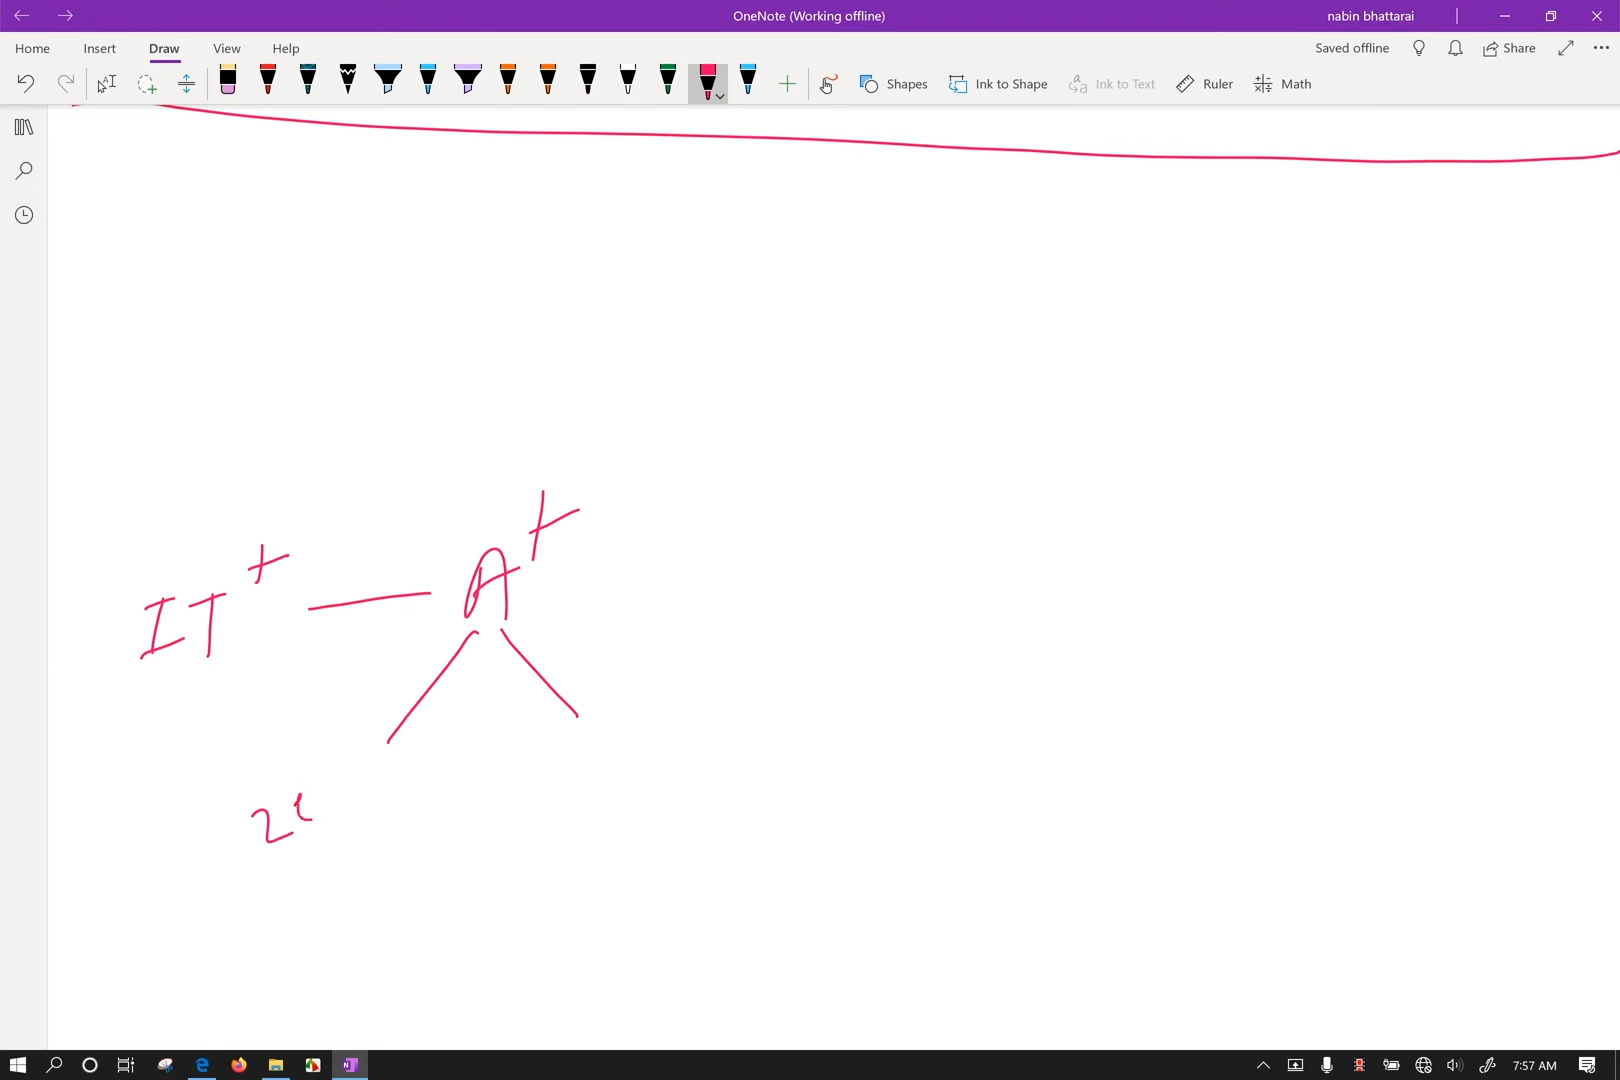 OneNote (Working offline)
nabin bhattarai
Home Insert Draw View Help
Saved offline Share
Shapes Ink to Shape Ink to Text Ruler Math
IT+ — A+
7:57 AM